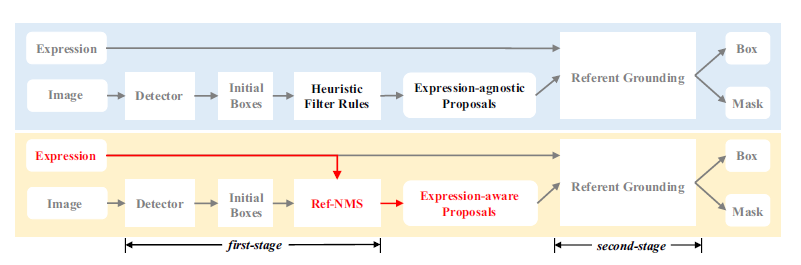 Expression
Image
Detector
Initial
Boxes
Heuristic
Filter Rules
Expression-agnostic
Proposals
Referent Grounding
Box
Mask
Expression
Image
Detector
Initial
Boxes
Ref-NMS
Expression-aware
Proposals
Referent Grounding
Box
Mask
first-stage
second-stage